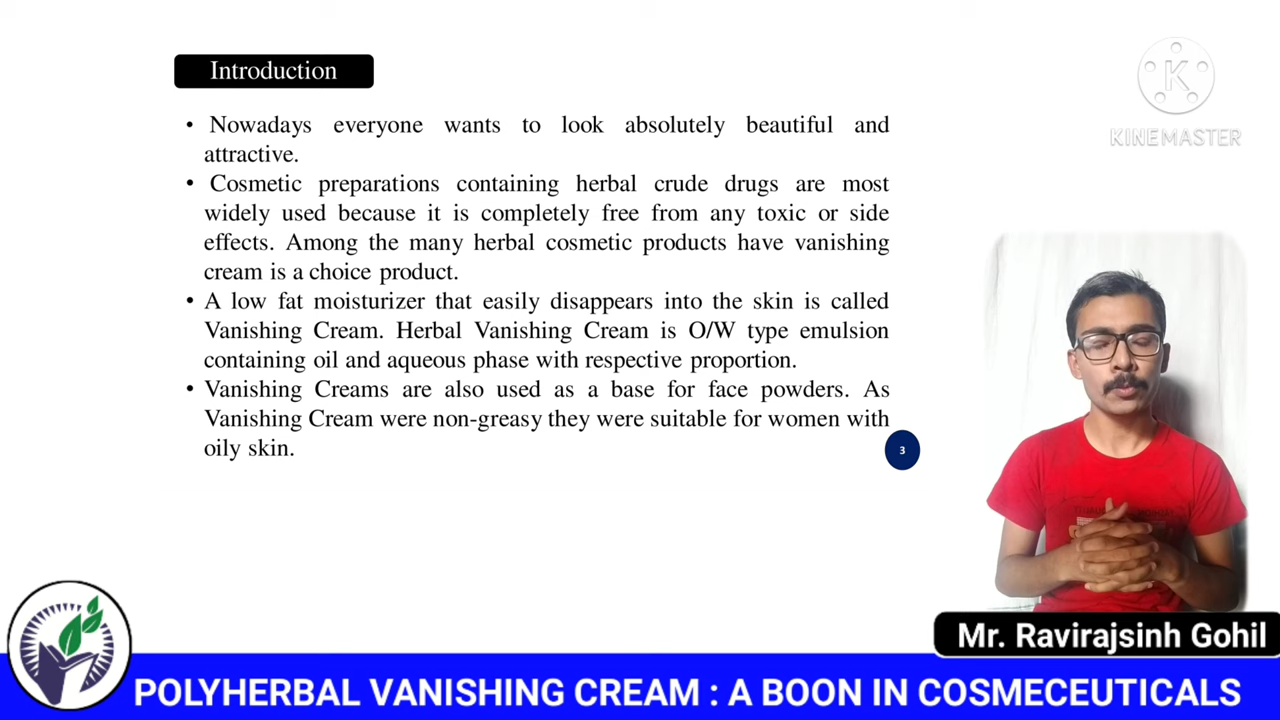 Introduction
• Nowadays everyone wants to look absolutely beautiful and
attractive.
• Cosmetic preparations containing herbal crude drugs are most
widely used because it is completely free from any toxic or side
effects. Among the many herbal cosmetic products have vanishing
cream is a choice product.
• A low fat moisturizer that easily disappears into the skin is called
Vanishing Cream. Herbal Vanishing Cream is O/W type emulsion
containing oil and aqueous phase with respective proportion.
• Vanishing Creams are also used as a base for face powders. As
Vanishing Cream were non-greasy they were suitable for women with
oily skin.
3
K
KINEMASTER
Mr. Ravirajsinh Gohil
POLYHERBAL VANISHING CREAM : A BOON IN COSMECEUTICALS